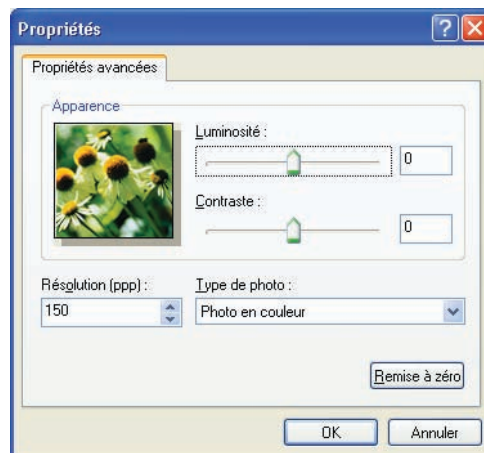 Propriétés
Propriétés avancées
Apparence
Luminosité :
0
Contraste :
0
Résolution (ppp) :
Type de photo :
150
Photo en couleur
Remise à zéro
OK
Annuler